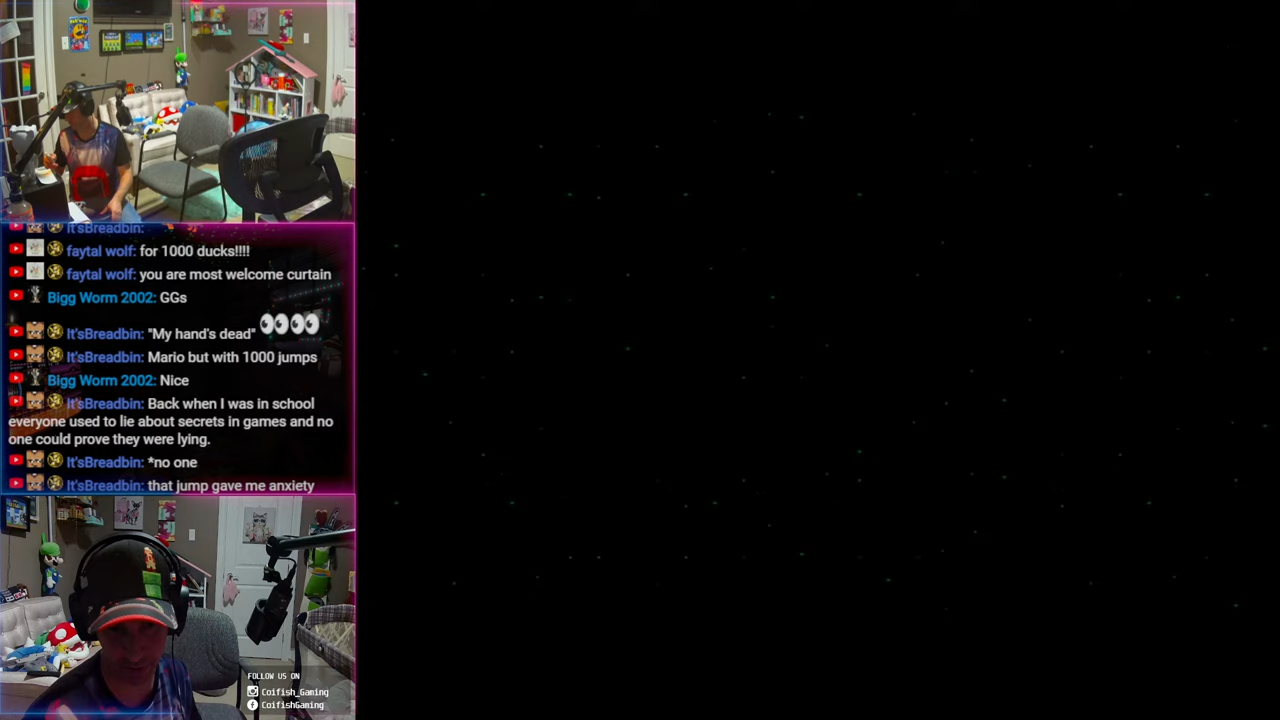 It'sBreadbin:
faytal wolf: for 1000 ducks!!!!
faytal wolf: you are most welcome curtain
Bigg Worm 2002: GGs
It'sBreadbin: "My hand's dead"
It'sBreadbin: Mario but with 1000 jumps
Bigg Worm 2002: Nice
It'sBreadbin: Back when I was in school
everyone used to lie about secrets in games and no
one could prove they were lying.
It'sBreadbin: *no one
It'sBreadbin: that jump gave me anxiety
FOLLOW US ON
Coifish_Gaming
CoifishGaming